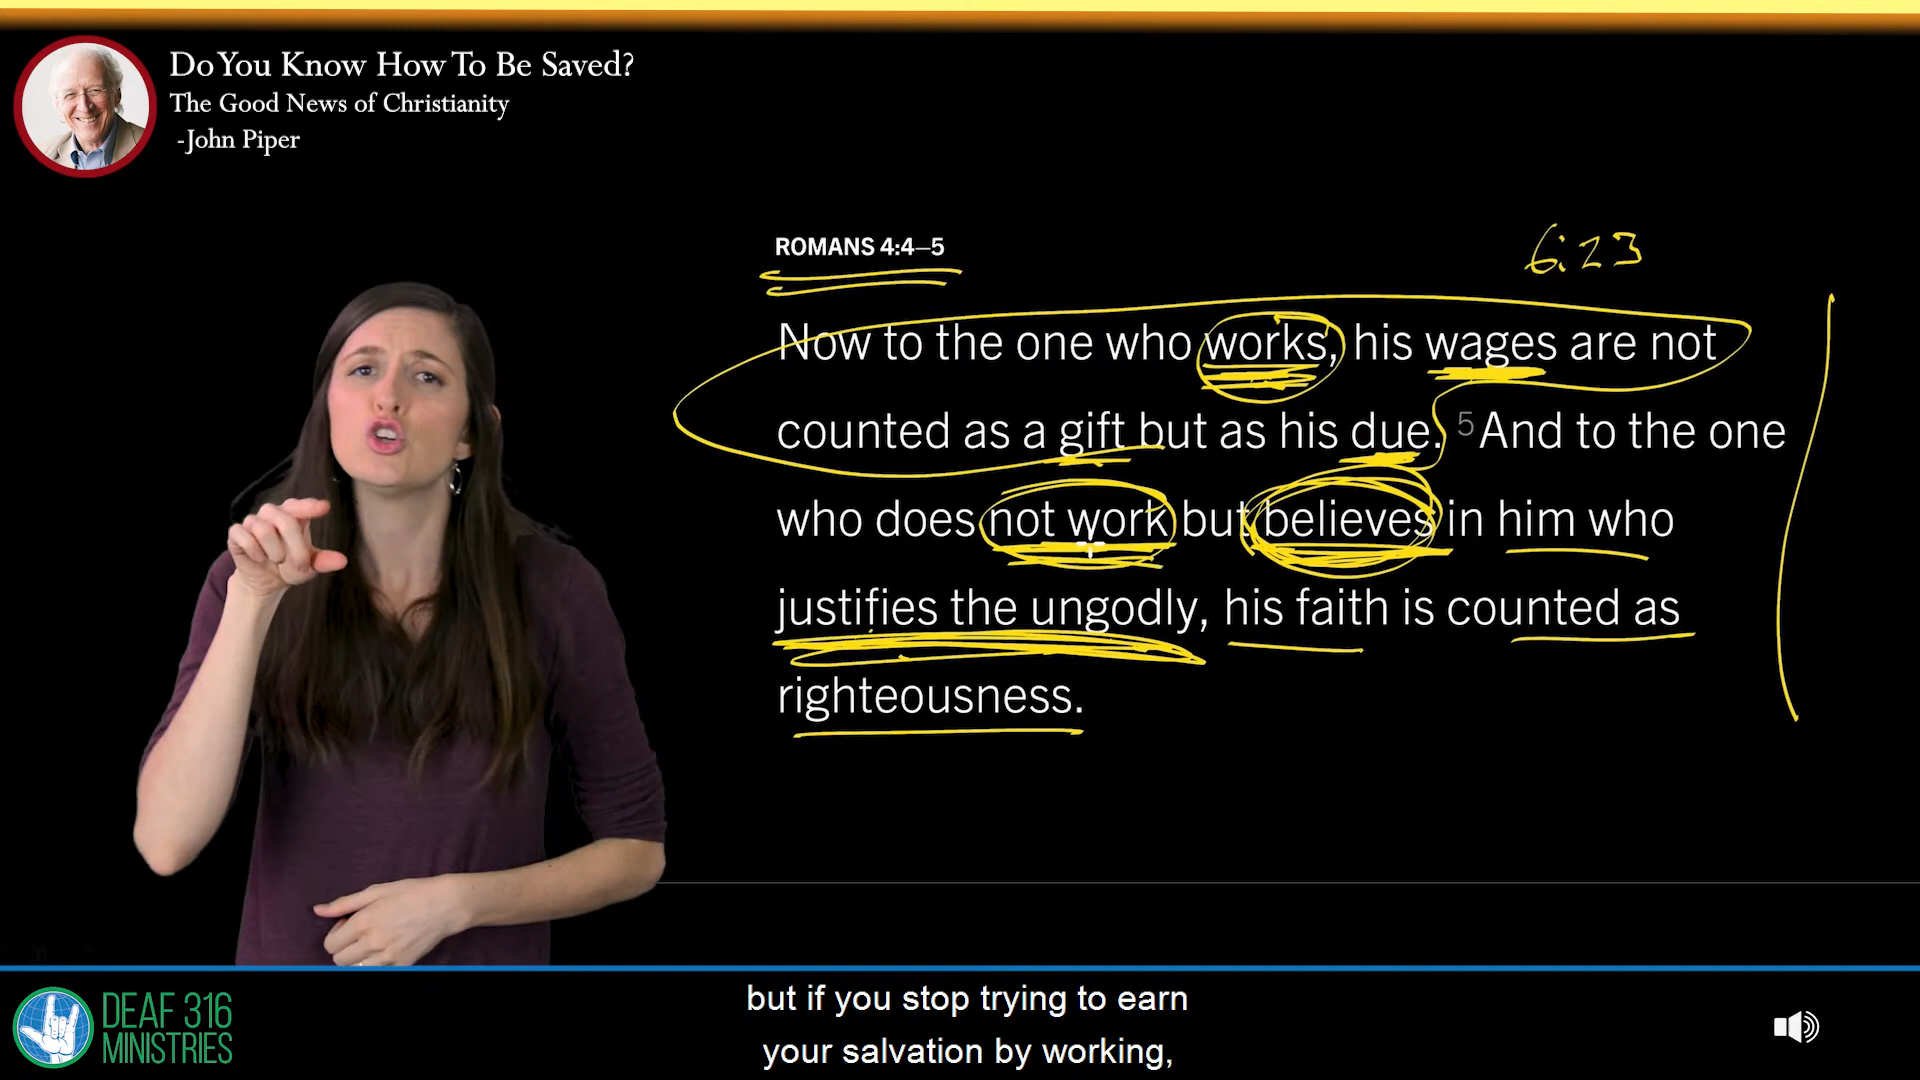 Do You Know How To Be Saved?
The Good News of Christianity
-John Piper
ROMANS 4:4–5
6:23
Now to the one who works, his wages are not
counted as a gift but as his due. 5 And to the one
who does not work but believes in him who
justifies the ungodly, his faith is counted as
righteousness.
DEAF 316
MINISTRIES
but if you stop trying to earn
your salvation by working,